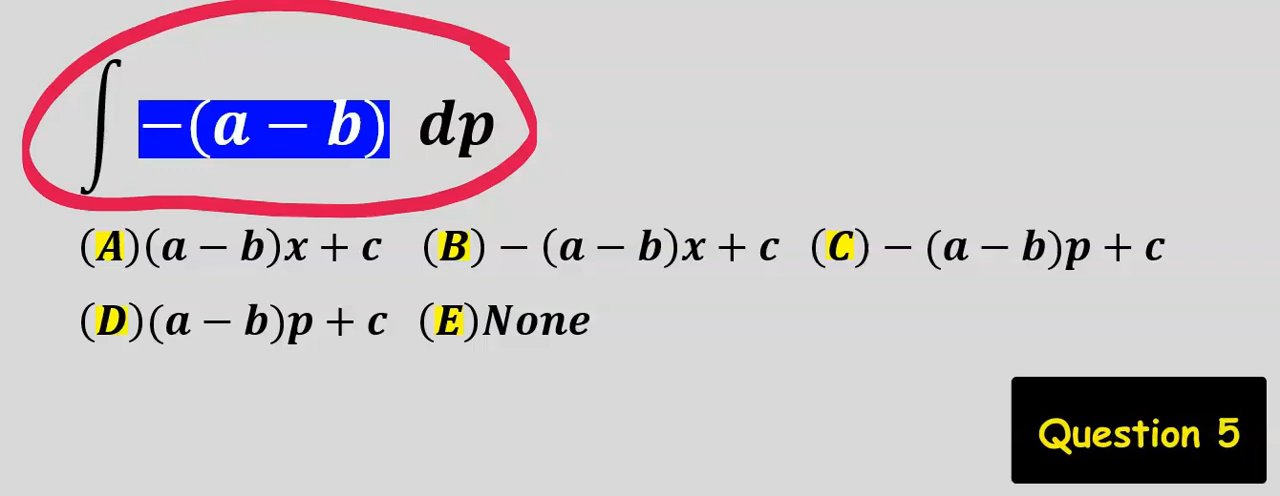 ∫ −(a − b) dp
(A)(a − b)x + c (B) − (a − b)x + c (C) − (a − b)p + c
(D)(a − b)p + c (E)None
Question 5